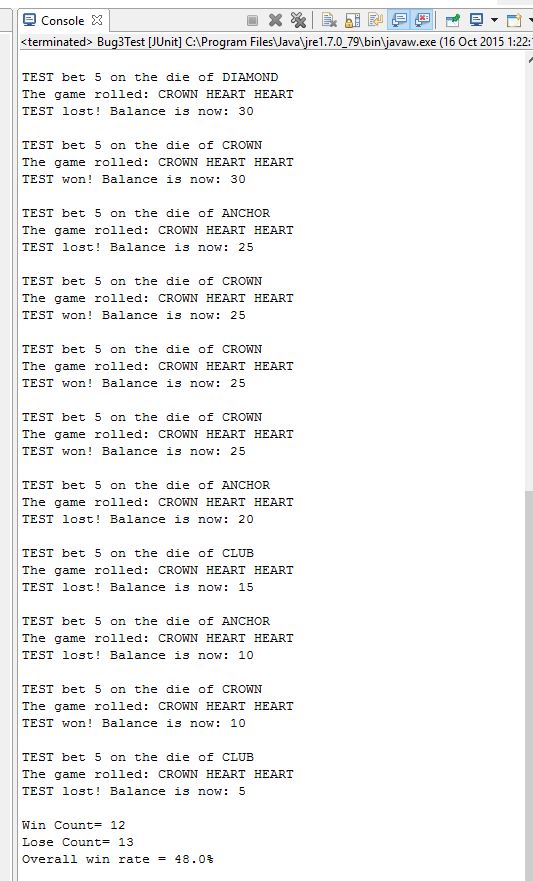 Console
<terminated> Bug3Test [JUnit] C:\Program Files\Java\jre1.7.0_79\bin\javaw.exe (16 Oct 2015 1:22:
TEST bet 5 on the die of DIAMOND
The game rolled: CROWN HEART HEART
TEST lost! Balance is now: 30
TEST bet 5 on the die of CROWN
The game rolled: CROWN HEART HEART
TEST won! Balance is now: 30
TEST bet 5 on the die of ANCHOR
The game rolled: CROWN HEART HEART
TEST lost! Balance is now: 25
TEST bet 5 on the die of CROWN
The game rolled: CROWN HEART HEART
TEST won! Balance is now: 25
TEST bet 5 on the die of CROWN
The game rolled: CROWN HEART HEART
TEST won! Balance is now: 25
TEST bet 5 on the die of CROWN
The game rolled: CROWN HEART HEART
TEST won! Balance is now: 25
TEST bet 5 on the die of ANCHOR
The game rolled: CROWN HEART HEART
TEST lost! Balance is now: 20
TEST bet 5 on the die of CLUB
The game rolled: CROWN HEART HEART
TEST lost! Balance is now: 15
TEST bet 5 on the die of ANCHOR
The game rolled: CROWN HEART HEART
TEST lost! Balance is now: 10
TEST bet 5 on the die of CROWN
The game rolled: CROWN HEART HEART
TEST won! Balance is now: 10
TEST bet 5 on the die of CLUB
The game rolled: CROWN HEART HEART
TEST lost! Balance is now: 5
Win Count= 12
Lose Count= 13
Overall win rate = 48.0%